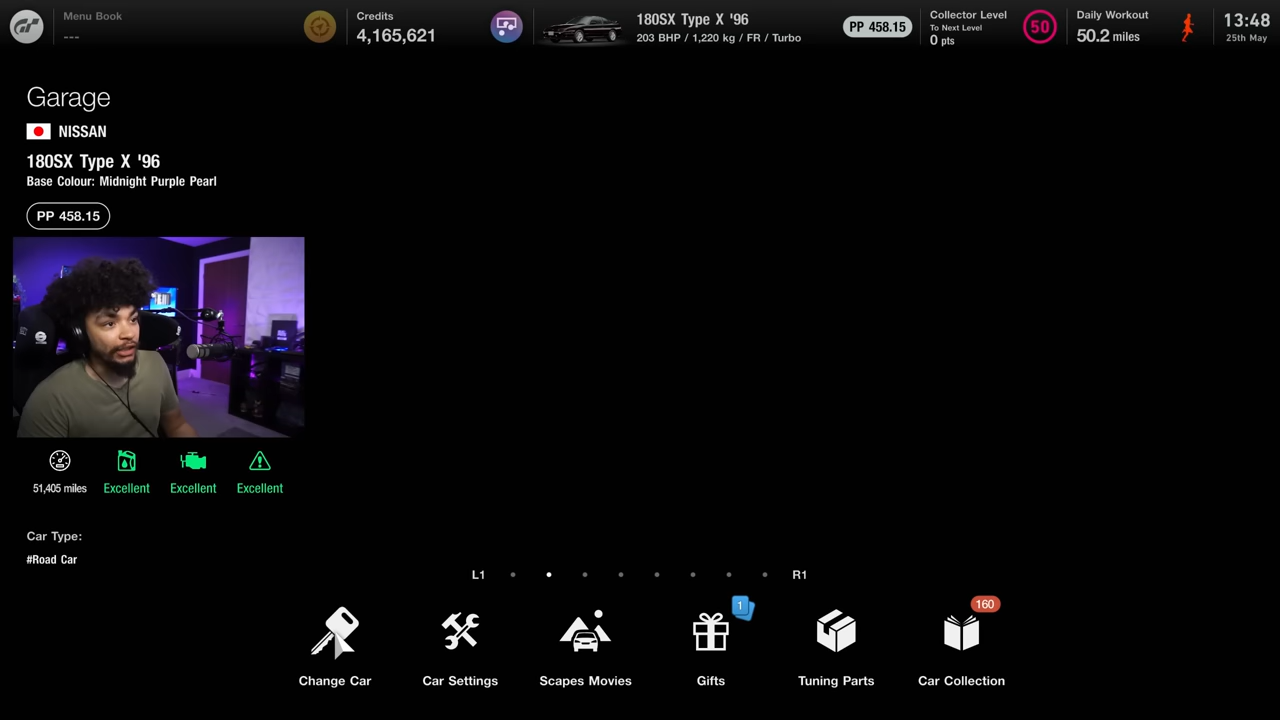 Menu Book
---
Credits
4,165,621
180SX Type X '96
203 BHP / 1,220 kg / FR / Turbo
PP 458.15
Collector Level
To Next Level
0 pts
50
Daily Workout
50.2 miles
13:48
25th May
Garage
NISSAN
180SX Type X '96
Base Colour: Midnight Purple Pearl
PP 458.15
51,405 miles
Excellent
Excellent
Excellent
Car Type:
#Road Car
L1
R1
1
160
Change Car
Car Settings
Scapes Movies
Gifts
Tuning Parts
Car Collection